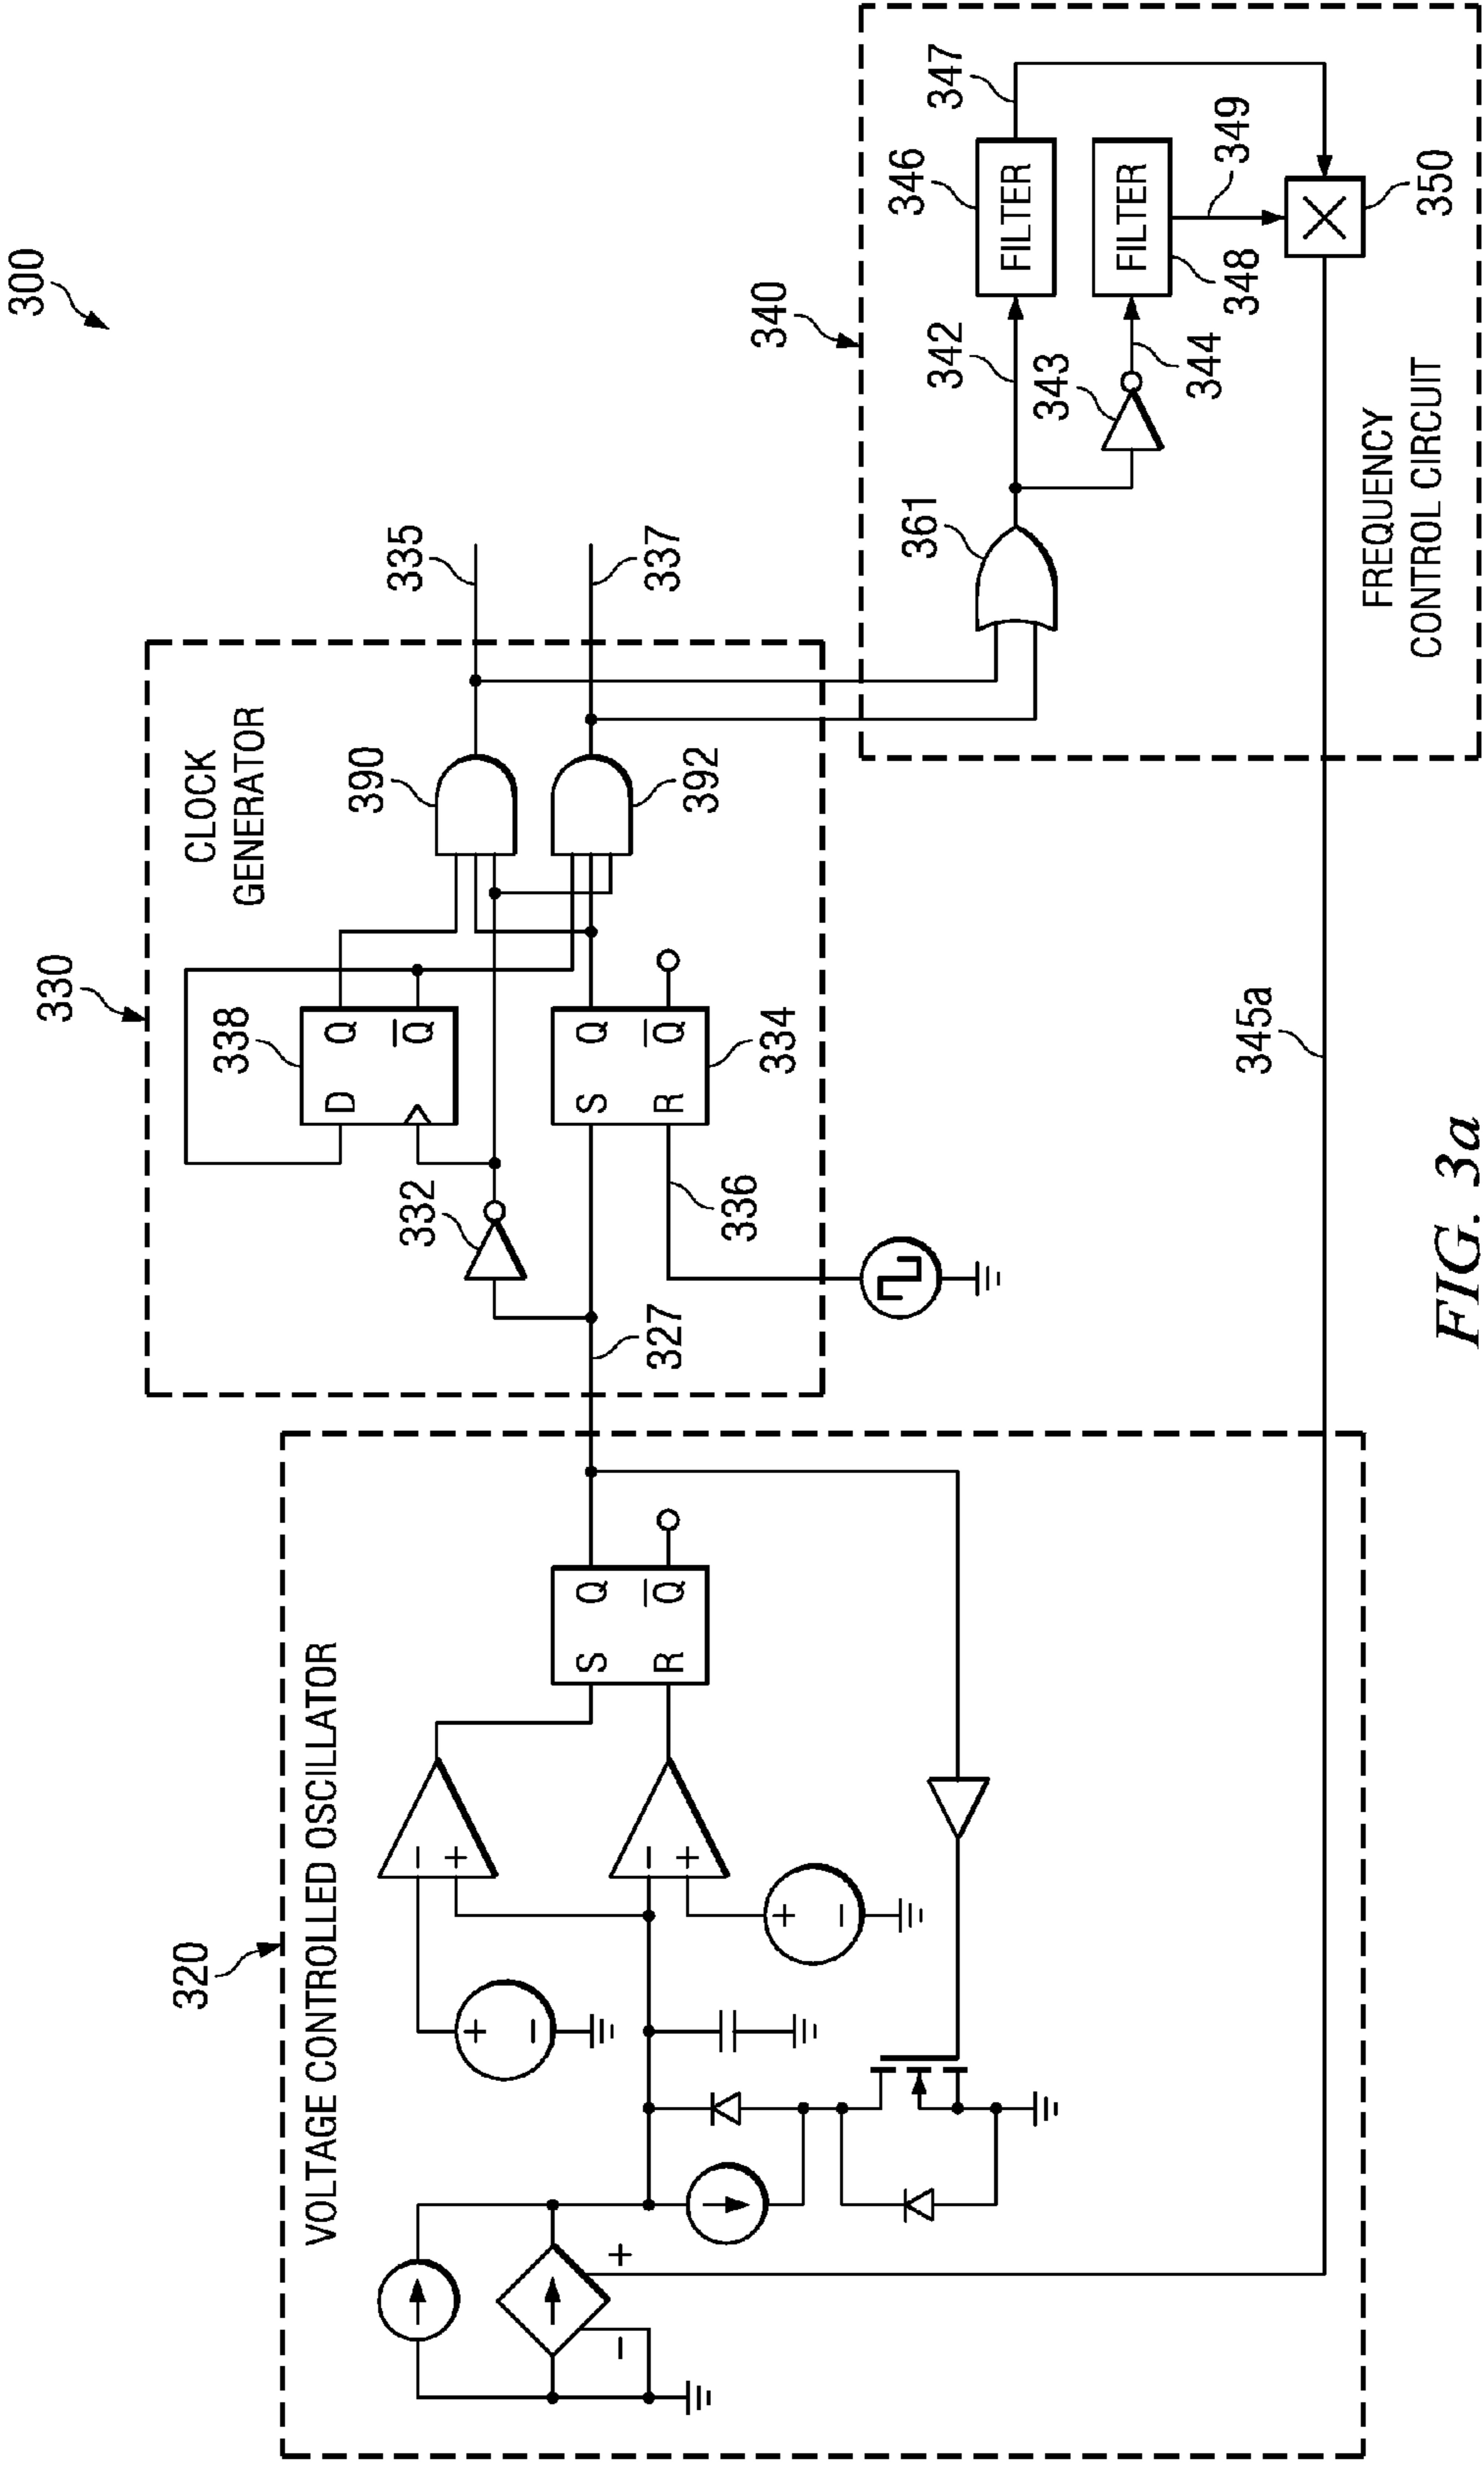 300
320
VOLTAGE CONTROLLED OSCILLATOR
+
−
+
−
−
+
−
+
+
−
S
Q
R
Q̅
327
330
CLOCK
GENERATOR
332
338
D
Q
Q̅
334
S
Q
R
Q̅
336
390
392
335
337
340
361
342
343
344
346
FILTER
347
FILTER
348
349
350
FREQUENCY
CONTROL CIRCUIT
345a
FIG. 3a